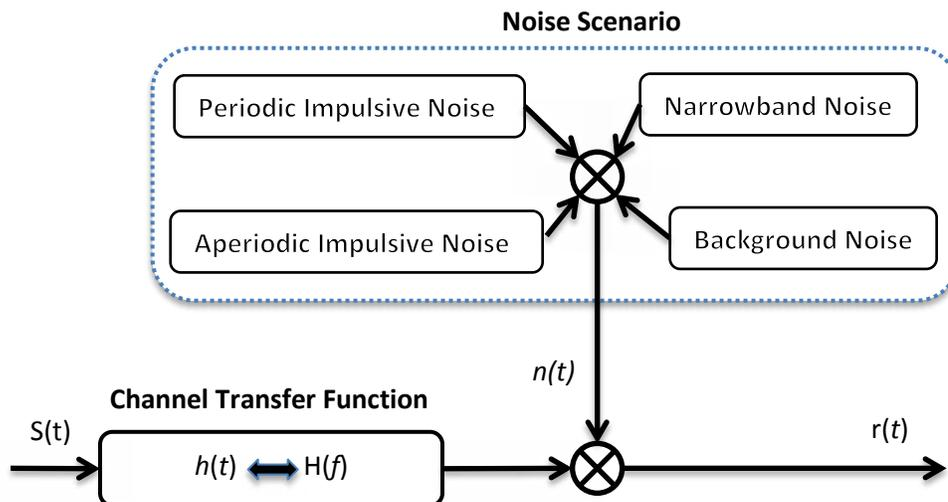 Noise Scenario
Periodic Impulsive Noise
Narrowband Noise
Aperiodic Impulsive Noise
Background Noise
n(t)
Channel Transfer Function
S(t)
r(t)
h(t) H(f)